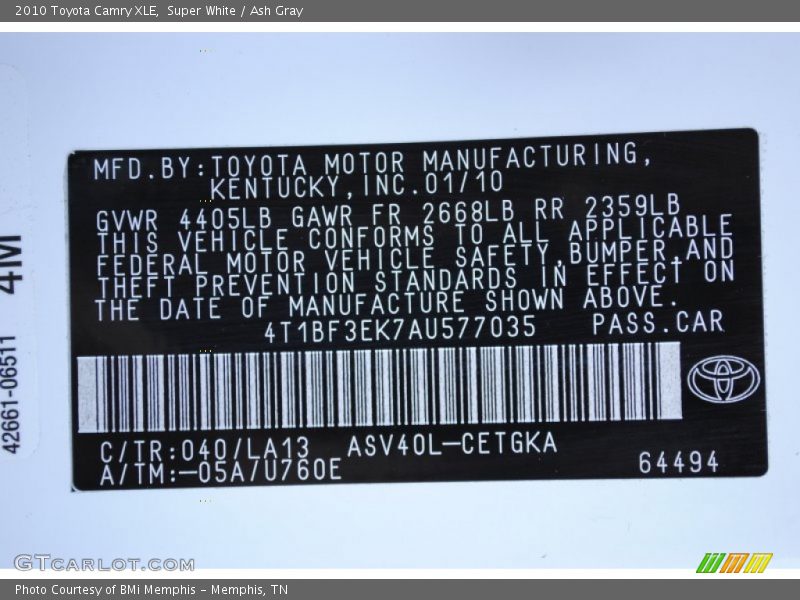 2010 Toyota Camry XLE,  Super White / Ash Gray
MFD.BY:TOYOTA MOTOR MANUFACTURING,
KENTUCKY,INC.01/10
GVWR 4405LB GAWR FR 2668LB RR 2359LB
THIS VEHICLE CONFORMS TO ALL APPLICABLE
FEDERAL MOTOR VEHICLE SAFETY,BUMPER,AND
THEFT PREVENTION STANDARDS IN EFFECT ON
THE DATE OF MANUFACTURE SHOWN ABOVE.
4T1BF3EK7AU577035 PASS.CAR
C/TR:040/LA13 ASV40L-CETGKA
A/TM:-05A/U760E
64494
42661-06511
4M
GTCARLOT.COM
Photo Courtesy of BMi Memphis - Memphis, TN